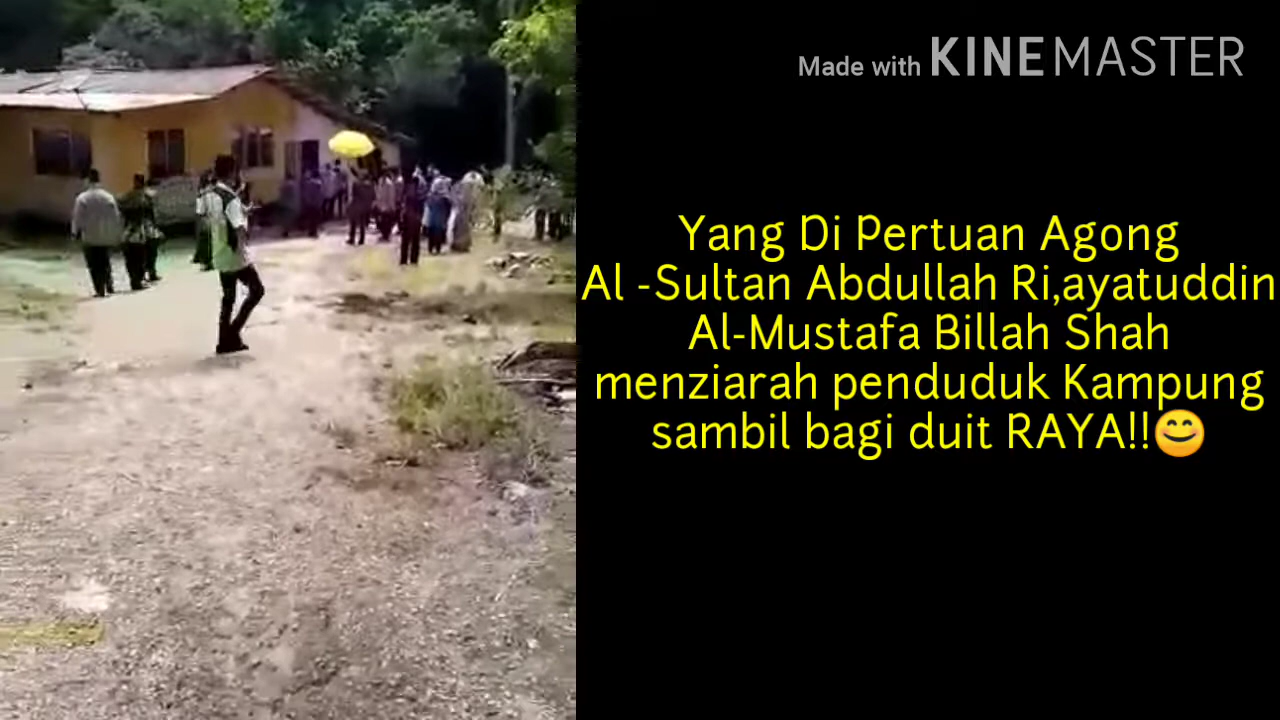 Made with KINEMASTER
Yang Di Pertuan Agong
Al -Sultan Abdullah Ri,ayatuddin
Al-Mustafa Billah Shah
menziarah penduduk Kampung
sambil bagi duit RAYA!!😊